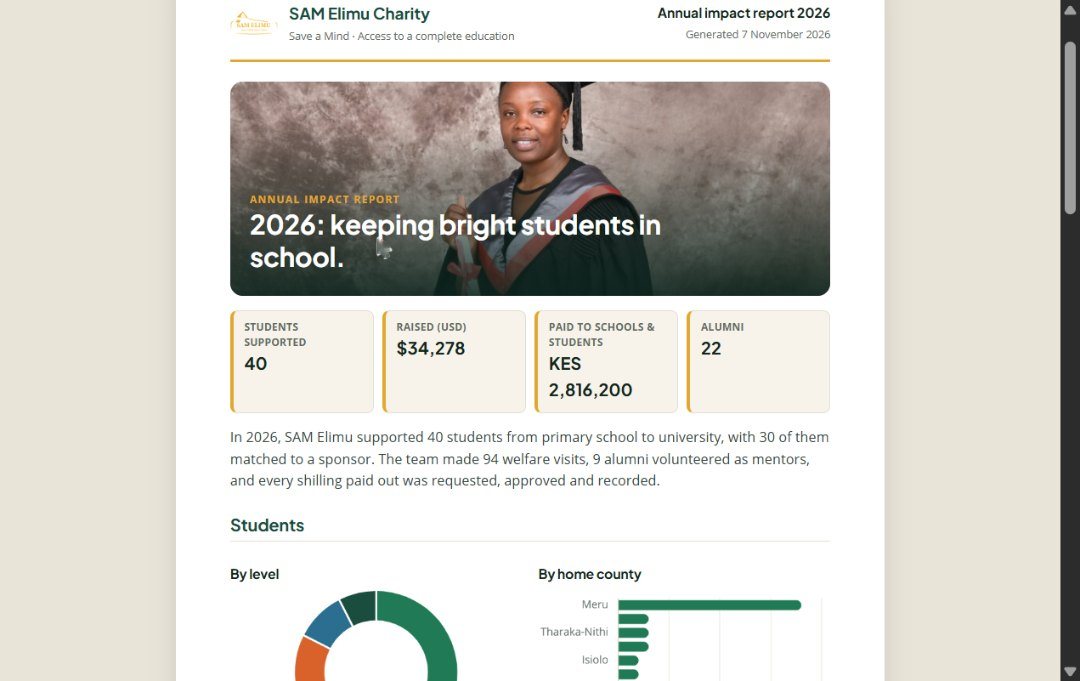 SAM ELIMU
SAM Elimu Charity
Save a Mind · Access to a complete education
Annual impact report 2026
Generated 7 November 2026
ANNUAL IMPACT REPORT
2026: keeping bright students in
school.
STUDENTS
SUPPORTED
40
RAISED (USD)
$34,278
PAID TO SCHOOLS &
STUDENTS
KES
2,816,200
ALUMNI
22
In 2026, SAM Elimu supported 40 students from primary school to university, with 30 of them
matched to a sponsor. The team made 94 welfare visits, 9 alumni volunteered as mentors,
and every shilling paid out was requested, approved and recorded.
Students
By level
By home county
Meru
Tharaka-Nithi
Isiolo